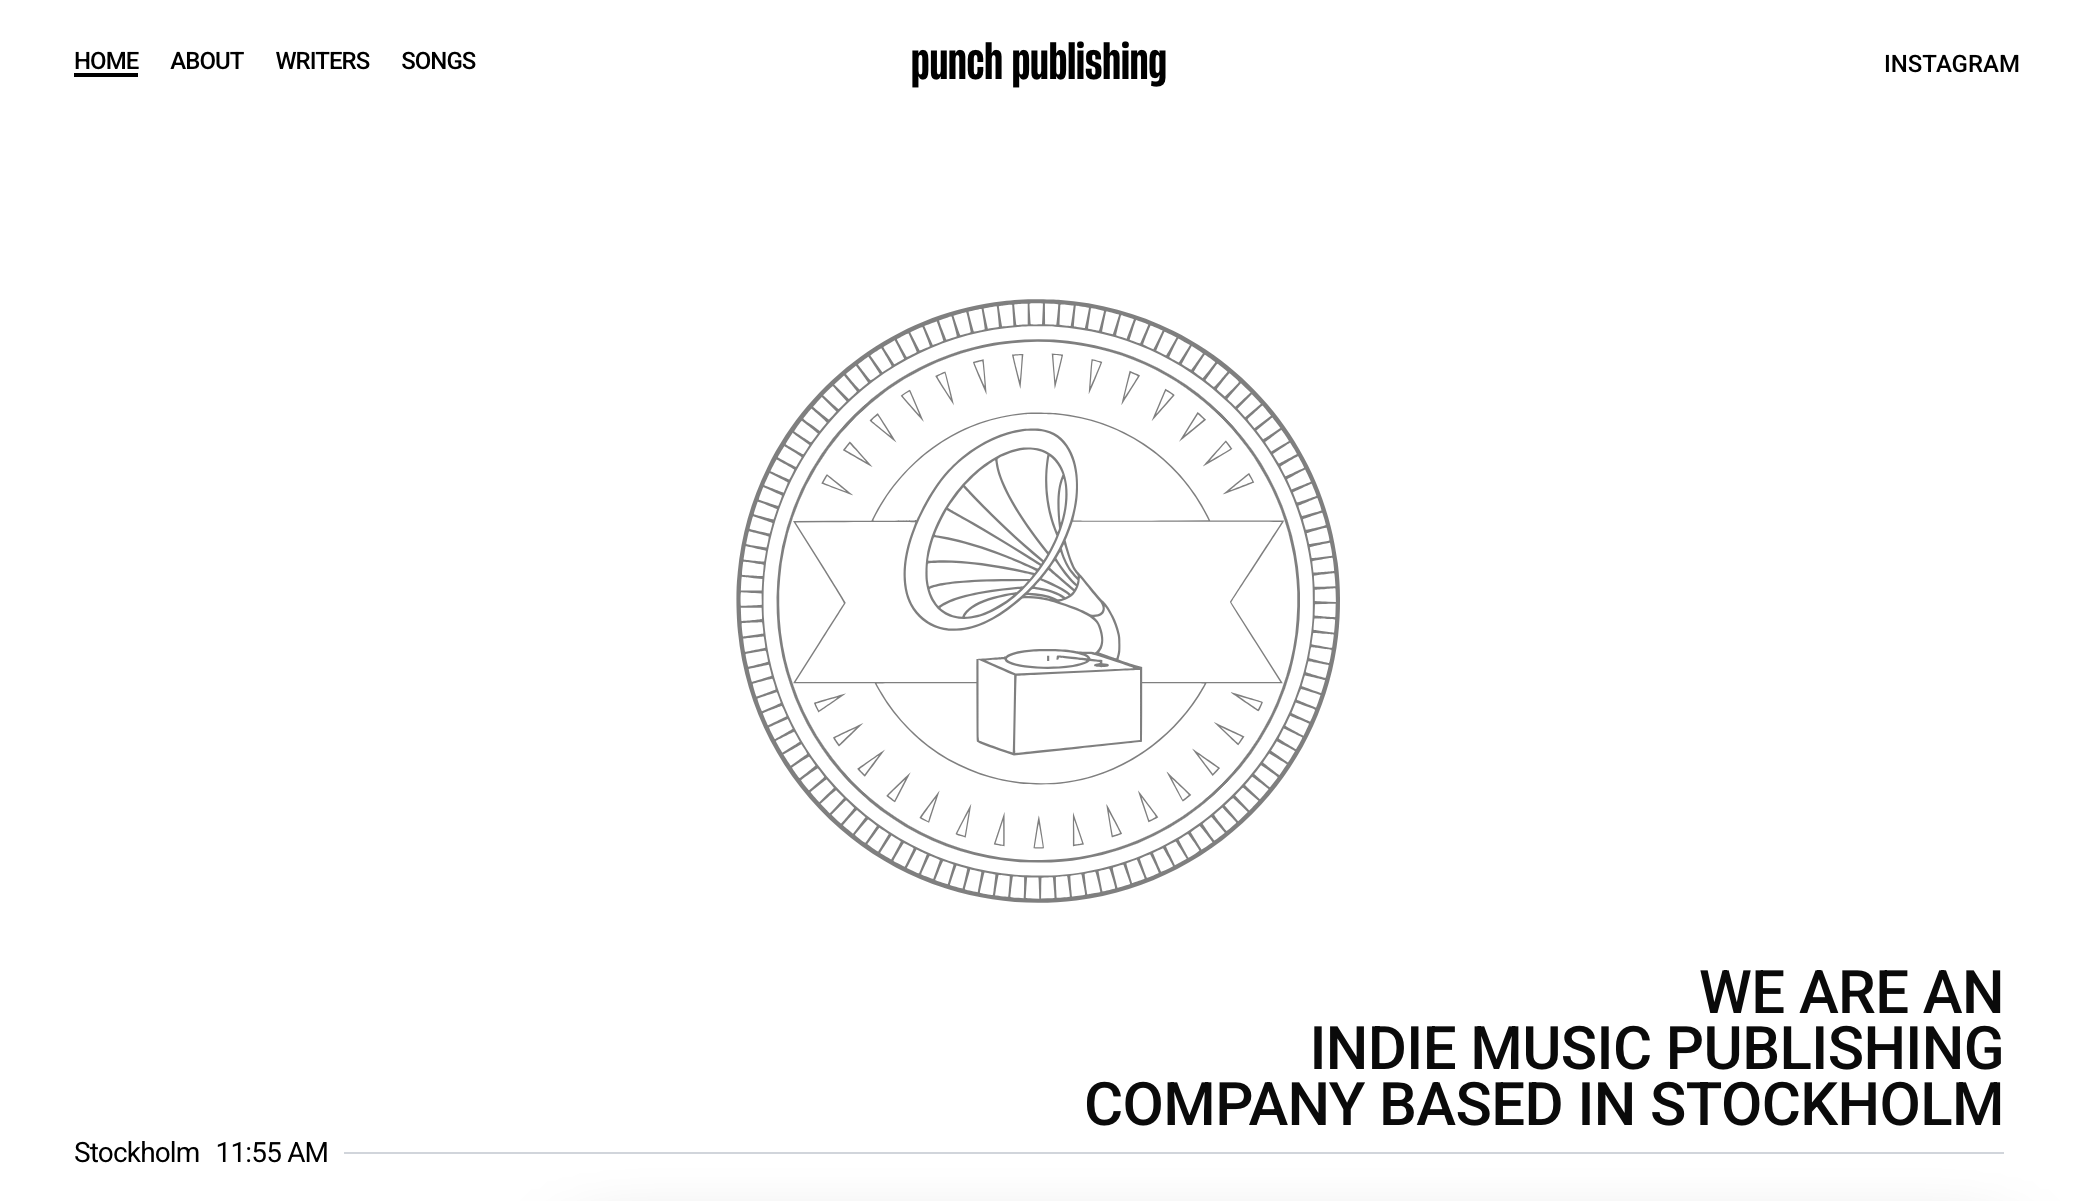 HOME ABOUT WRITERS SONGS
punch publishing
INSTAGRAM
WE ARE AN
INDIE MUSIC PUBLISHING
COMPANY BASED IN STOCKHOLM
Stockholm 11:55 AM